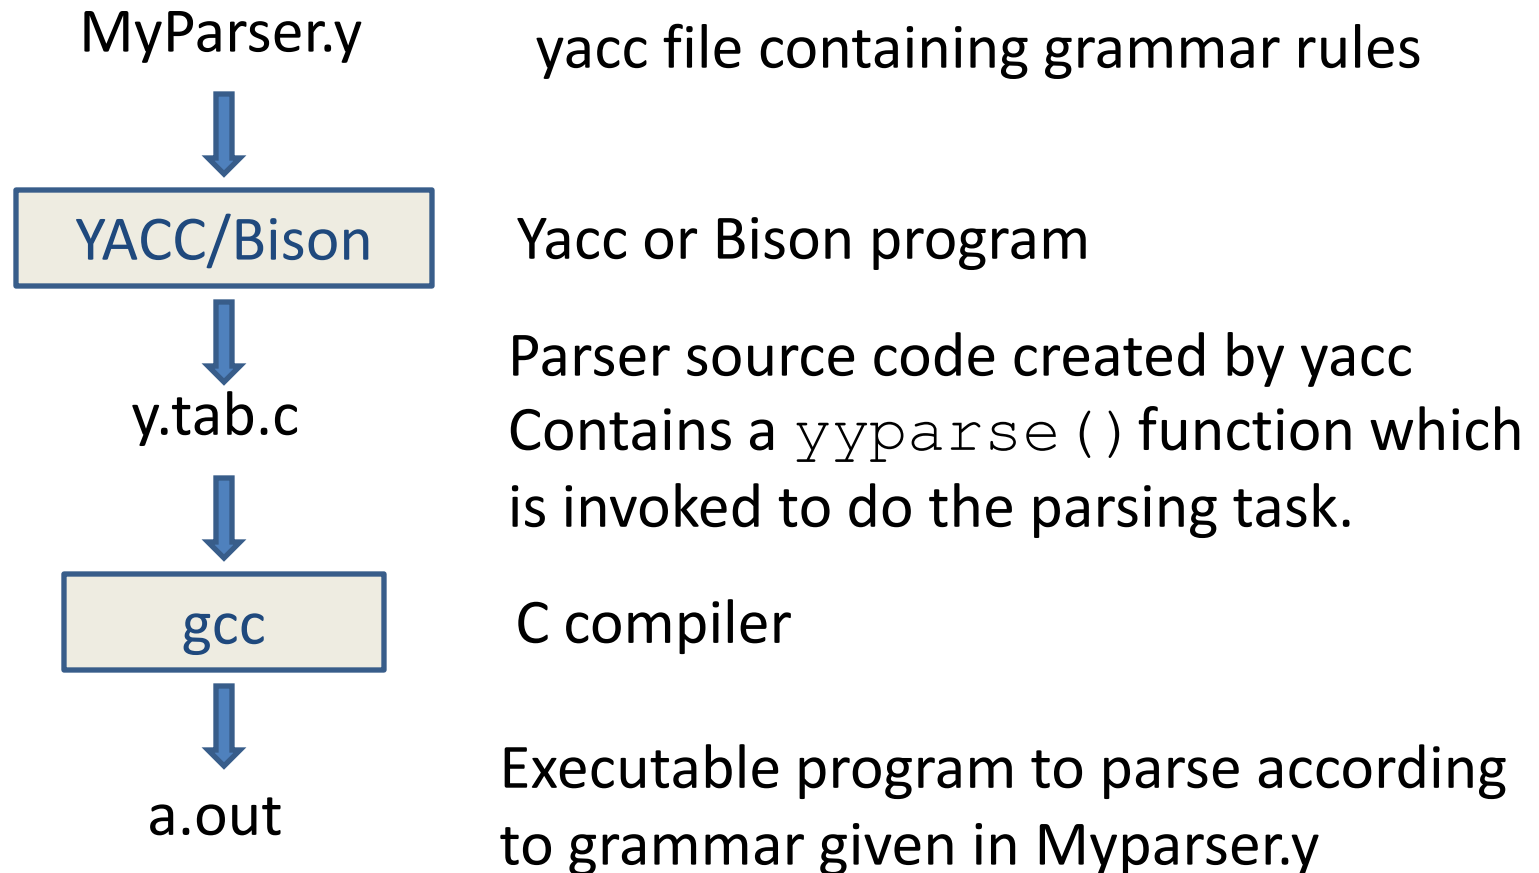 MyParser.y
yacc file containing grammar rules
YACC/Bison
Yacc or Bison program
y.tab.c
Parser source code created by yacc
Contains a yyparse() function which
is invoked to do the parsing task.
gcc
C compiler
a.out
Executable program to parse according
to grammar given in Myparser.y